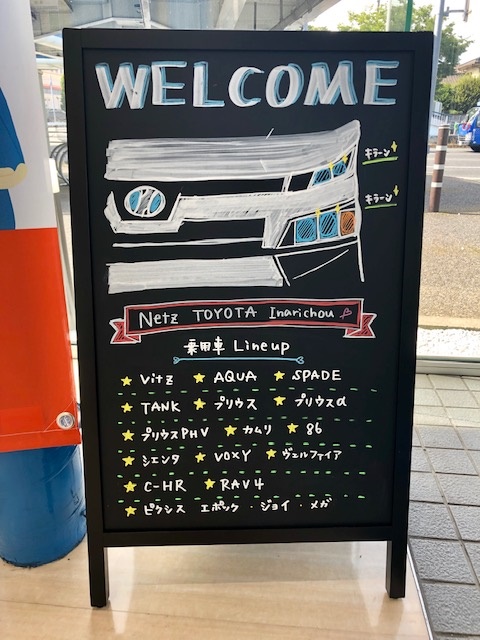 WELCOME
キラーン
キラーン
Netz TOYOTA Inarichou
乗用車 Lineup
Vitz AQUA SPADE
TANK プリウス プリウスα
プリウスPHV カムリ 86
シエンタ VOXY ヴェルファイア
C-HR RAV4
ピクシス エポック・ジョイ・メガ